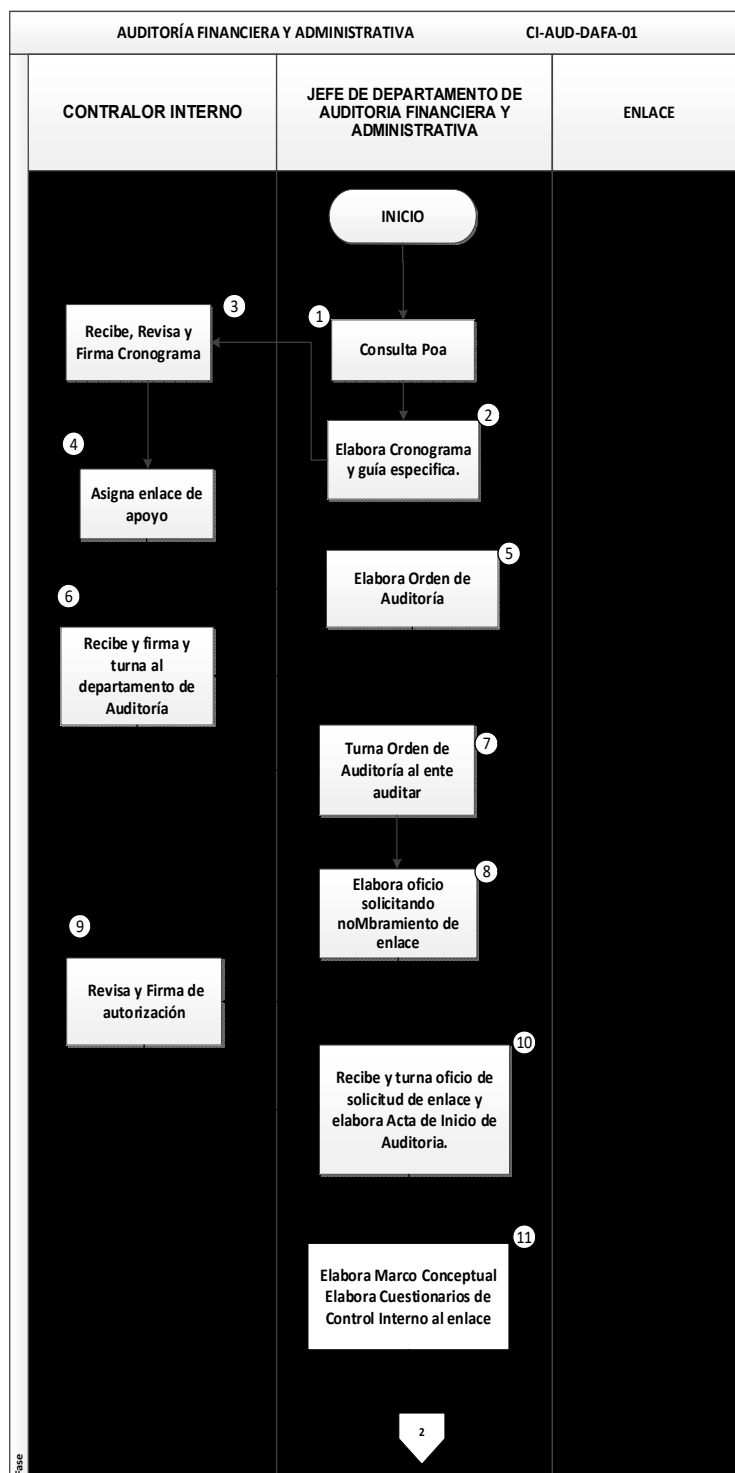 AUDITORÍA FINANCIERA Y ADMINISTRATIVA CI-AUD-DAFA-01
CONTRALOR INTERNO
JEFE DE DEPARTAMENTO DE
AUDITORIA FINANCIERA Y
ADMINISTRATIVA
ENLACE
INICIO
1
Consulta Poa
2
Elabora Cronograma
y guía especifica.
3
Recibe, Revisa y
Firma Cronograma
4
Asigna enlace de
apoyo
5
Elabora Orden de
Auditoría
6
Recibe y firma y
turna al
departamento de
Auditoría
7
Turna Orden de
Auditoría al ente
auditar
8
Elabora oficio
solicitando
noMbramiento de
enlace
9
Revisa y Firma de
autorización
10
Recibe y turna oficio de
solicitud de enlace y
elabora Acta de Inicio de
Auditoria.
11
Elabora Marco Conceptual
Elabora Cuestionarios de
Control Interno al enlace
2
Fase